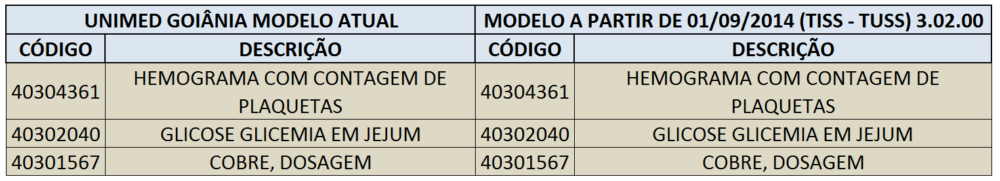 UNIMED GOIÂNIA MODELO ATUAL MODELO A PARTIR DE 01/09/2014 (TISS - TUSS) 3.02.00
CÓDIGO DESCRIÇÃO CÓDIGO DESCRIÇÃO
40304361 HEMOGRAMA COM CONTAGEM DE PLAQUETAS 40304361 HEMOGRAMA COM CONTAGEM DE PLAQUETAS
40302040 GLICOSE GLICEMIA EM JEJUM 40302040 GLICOSE GLICEMIA EM JEJUM
40301567 COBRE, DOSAGEM 40301567 COBRE, DOSAGEM